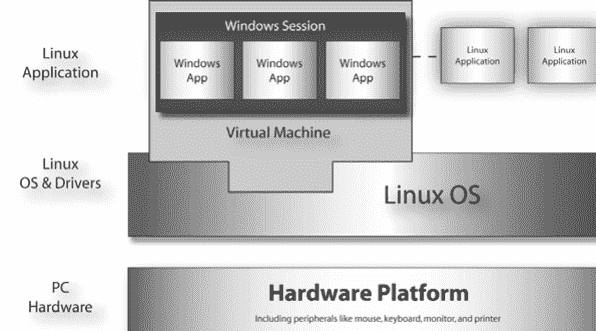 Windows Session
Linux
Application
Windows
App
Windows
App
Windows
App
Linux
Application
Linux
Application
Virtual Machine
Linux
OS & Drivers
Linux OS
PC
Hardware
Hardware Platform
Including peripherals like mouse, keyboard, monitor, and printer